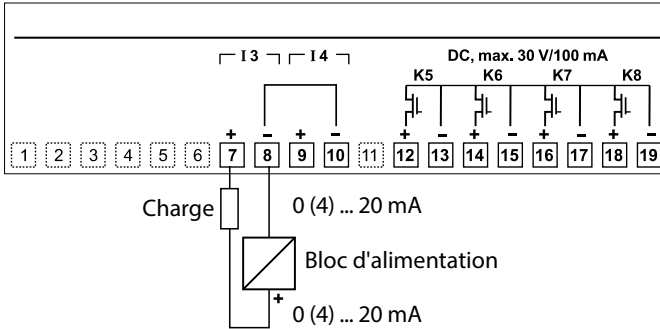 I 3 I 4 DC, max. 30 V/100 mA
K5 K6 K7 K8
+ − + − + − + − + − + −
1 2 3 4 5 6 7 8 9 10 11 12 13 14 15 16 17 18 19
Charge 0 (4) ... 20 mA
Bloc d'alimentation
+ 0 (4) ... 20 mA